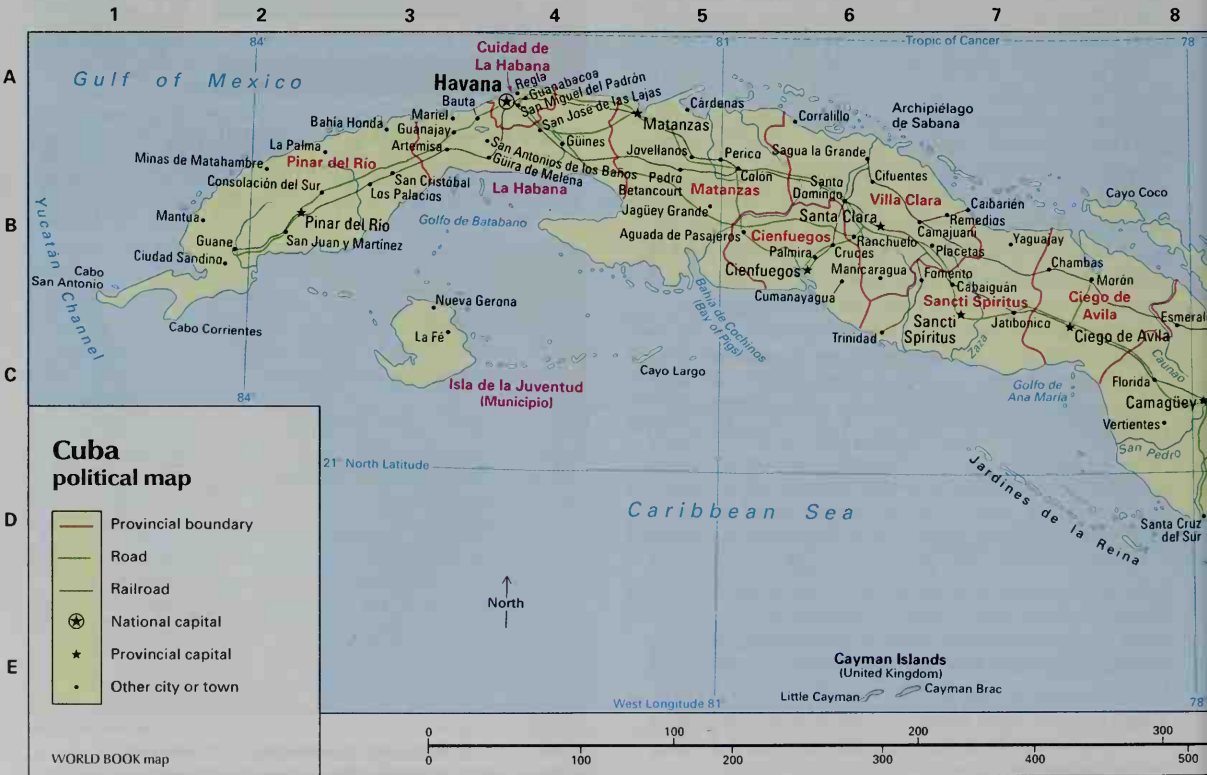 1 2 3 4 5 6 7 8
A
B
C
D
E
84
81
Tropic of Cancer
78
Gulf of Mexico
Cuidad de
La Habana
Havana
Regla
Guanabacoa
San Miguel del Padrón
San Jose de las Lajas
Bauta
Mariel
Bahía Honda
Guanajay
Artemisa
La Palma
Minas de Matahambre
Pinar del Río
Consolación del Sur
San Cristóbal
Los Palacios
San Antonios de los Baños
Güira de Melena
Güines
La Habana
Mantua
Pinar del Río
Guane
San Juan y Martínez
Ciudad Sandino
Golfo de Batabano
Yucatán Channel
Cabo
San Antonio
Cabo Corrientes
Nueva Gerona
La Fé
Isla de la Juventud
(Municipio)
Cayo Largo
Matanzas
Cárdenas
Jovellanos
Perico
Colón
Pedro
Betancourt
Matanzas
Jagüey Grande
Aguada de Pasajeros
Corralillo
Archipiélago
de Sabana
Sagua la Grande
Cifuentes
Santo
Domingo
Villa Clara
Santa Clara
Caibarién
Remedios
Camajuaní
Placetas
Ranchuelo
Cienfuegos
Palmira
Cruces
Cienfuegos
Manicaragua
Cumanayagua
Bahía de Cochinos
(Bay of Pigs)
Cayo Coco
Yaguajay
Chambas
Morón
Fomento
Cabaiguán
Sancti Spiritus
Sancti
Spíritus
Jatibonico
Zaza
Trinidad
Ciego de
Avila
Ciego de Avila
Esmeral
Caunao
Florida
Camagüey
Vertientes
San Pedro
Golfo de
Ana María
Jardines de la Reina
Santa Cruz
del Sur
84°
21° North Latitude
Caribbean Sea
North
Cayman Islands
(United Kingdom)
Little Cayman
Cayman Brac
West Longitude 81
78°
Cuba
political map
Provincial boundary
Road
Railroad
National capital
Provincial capital
Other city or town
WORLD BOOK map
0 100 200 300
0 100 200 300 400 500